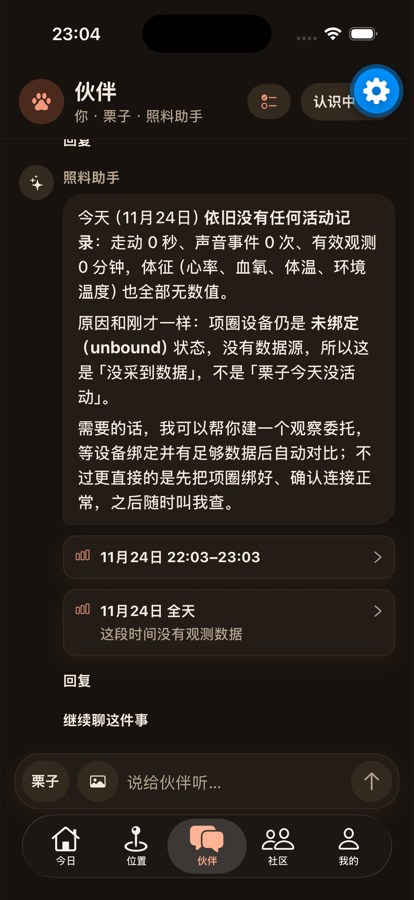 23:04
伙伴
你 · 栗子 · 照料助手
认识中
回复
照料助手
今天（11月24日）依旧没有任何活动记
录：走动 0 秒、声音事件 0 次、有效观测
0 分钟，体征（心率、血氧、体温、环境
温度）也全部无数值。
原因和刚才一样：项圈设备仍是 未绑定
（unbound）状态，没有数据源，所以这
是「没采到数据」，不是「栗子今天没活
动」。
需要的话，我可以帮你建一个观察委托，
等设备绑定并有足够数据后自动对比；不
过更直接的是先把项圈绑好、确认连接正
常，之后随时叫我查。
11月24日 22:03–23:03
11月24日 全天
这段时间没有观测数据
回复
继续聊这件事
栗子
说给伙伴听...
今日
位置
伙伴
社区
我的